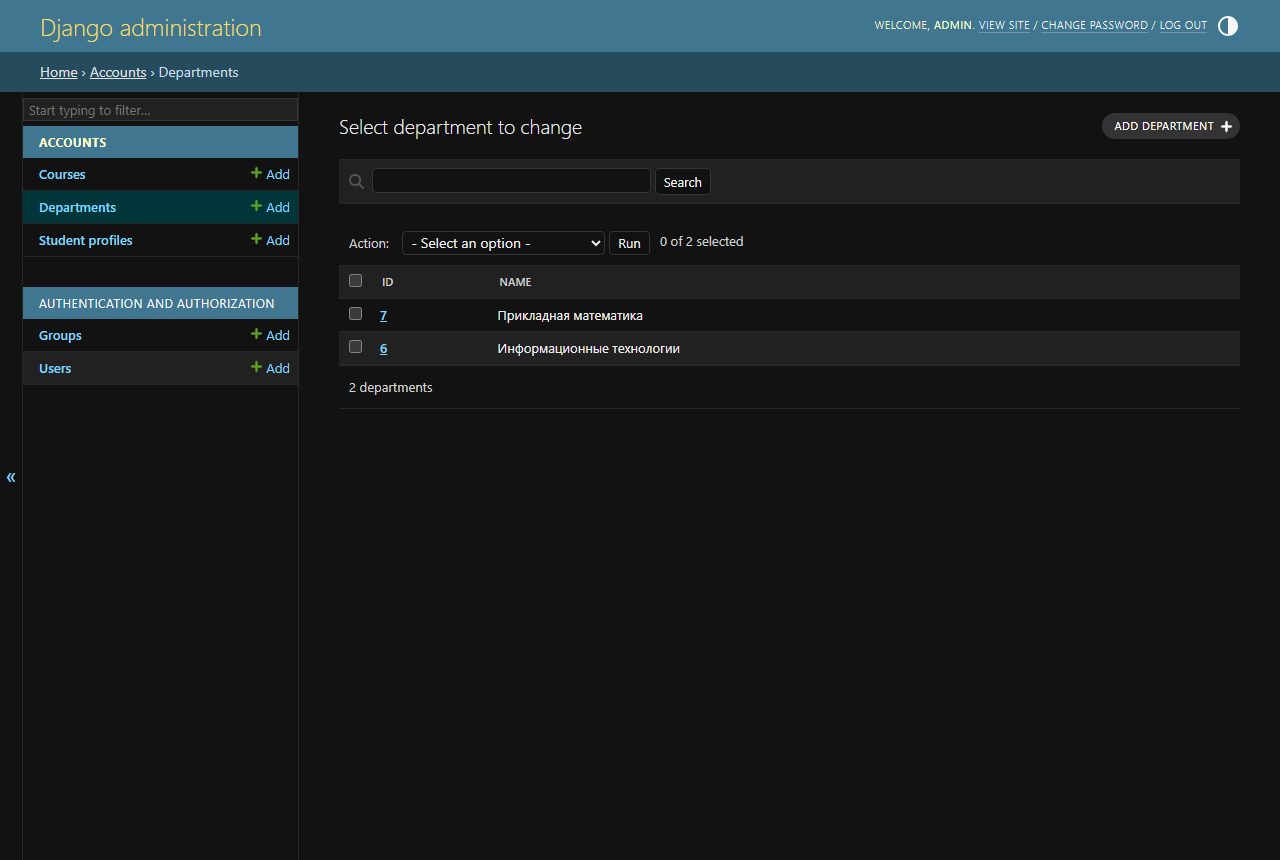 Django administration
WELCOME, ADMIN. VIEW SITE / CHANGE PASSWORD / LOG OUT
Home › Accounts › Departments
Start typing to filter...
ACCOUNTS
Courses + Add
Departments + Add
Student profiles + Add
AUTHENTICATION AND AUTHORIZATION
Groups + Add
Users + Add
«
Select department to change
ADD DEPARTMENT +
Search
Action: - Select an option - Run 0 of 2 selected
ID NAME
7 Прикладная математика
6 Информационные технологии
2 departments